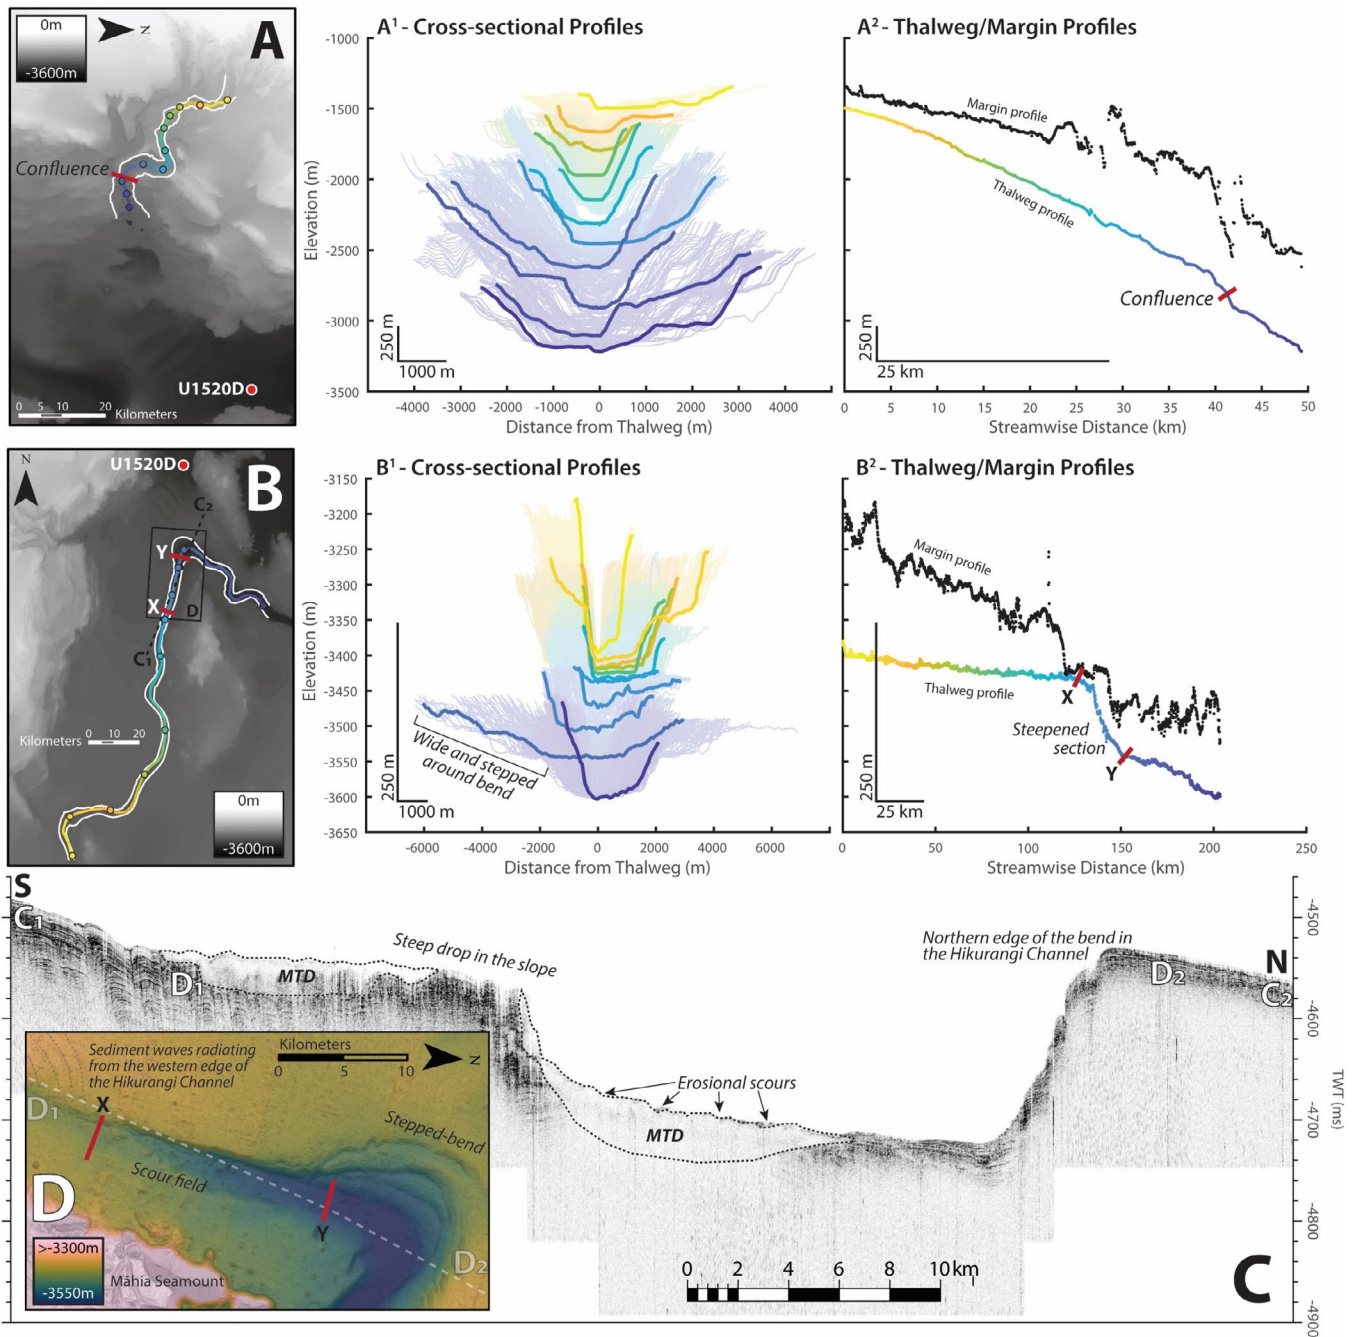 0m
-3600m
N
A
Confluence
U1520D
0 5 10 20 Kilometers
A¹ - Cross-sectional Profiles
-1000
-1500
-2000
-2500
-3000
-3500
Elevation (m)
250 m
1000 m
-4000 -3000 -2000 -1000 0 1000 2000 3000 4000
Distance from Thalweg (m)
A² - Thalweg/Margin Profiles
Margin profile
Thalweg profile
Confluence
250 m
25 km
0 5 10 15 20 25 30 35 40 45 50
Streamwise Distance (km)
N
U1520D
B
C₂
Y
X
D
C₁
Kilometers 0 10 20
0m
-3600m
B¹ - Cross-sectional Profiles
-3150
-3200
-3250
-3300
-3350
-3400
-3450
-3500
-3550
-3600
-3650
Elevation (m)
Wide and stepped
around bend
250 m
1000 m
-6000 -4000 -2000 0 2000 4000 6000
Distance from Thalweg (m)
B² - Thalweg/Margin Profiles
Margin profile
Thalweg profile
X
Steepened
section
Y
250 m
25 km
0 50 100 150 200 250
Streamwise Distance (km)
S
C₁
Steep drop in the slope
Northern edge of the bend in
the Hikurangi Channel
N
MTD
D₁
D₂
C₂
Erosional scours
MTD
-4500
-4600
-4700
-4800
-4900
TWT (ms)
0 2 4 6 8 10 km
C
Sediment waves radiating
from the western edge of
the Hikurangi Channel
Kilometers
0 5 10
N
D₁
X
Stepped-bend
Scour field
D
Y
D₂
>-3300m
-3550m
Māhia Seamount